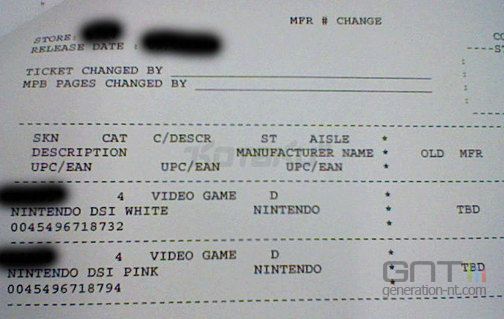 MFR # CHANGE
STORE:
RELEASE DATE :
TICKET CHANGED BY
MPB PAGES CHANGED BY
CO
--ST
SKN CAT C/DESCR ST AISLE *
DESCRIPTION MANUFACTURER NAME * OLD MFR
UPC/EAN UPC/EAN UPC/EAN *
4 VIDEO GAME D *
NINTENDO DSI WHITE NINTENDO * TBD
0045496718732 *
4 VIDEO GAME D *
NINTENDO DSI PINK NINTENDO * TBD
0045496718794 *
GNT
generation-nt.com